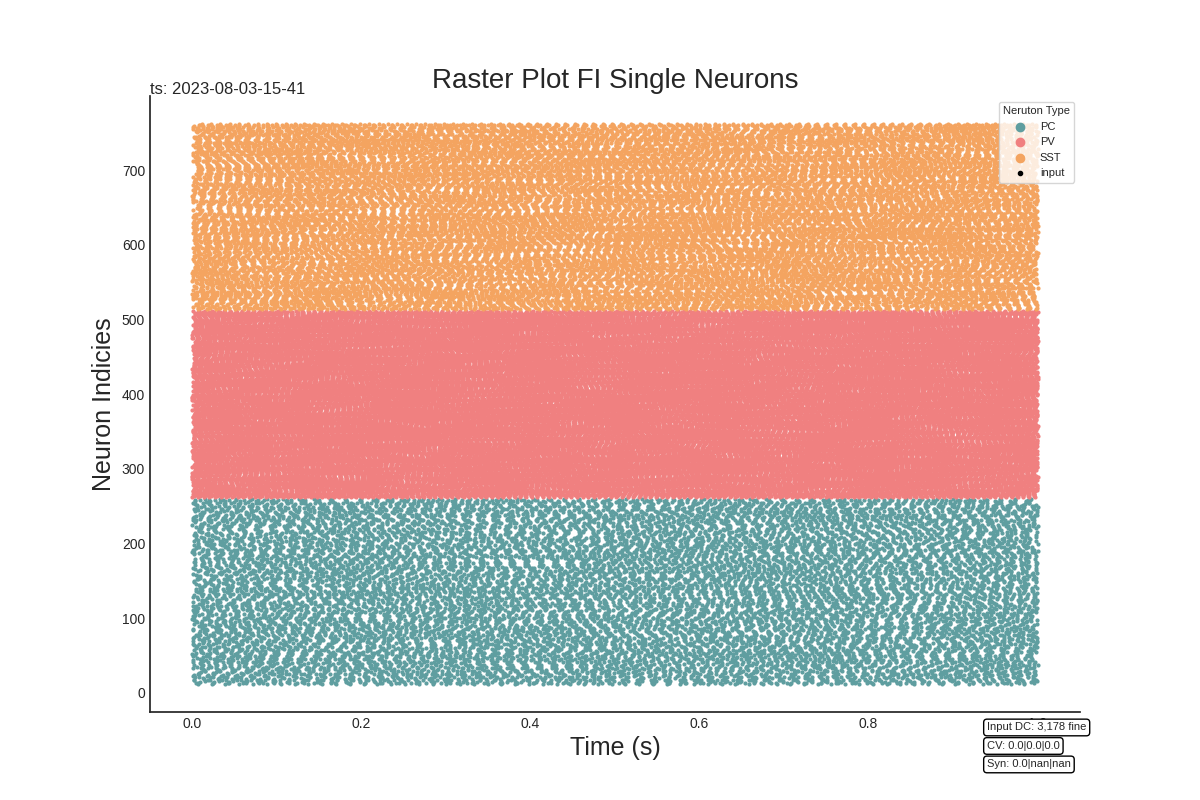 Raster Plot FI Single Neurons
ts: 2023-08-03-15-41
Neruton Type
PC
PV
SST
input
Neuron Indicies
700
600
500
400
300
200
100
0
0.0 0.2 0.4 0.6 0.8
Time (s)
Input DC: 3,178 fine
CV: 0.0|0.0|0.0
Syn: 0.0|nan|nan